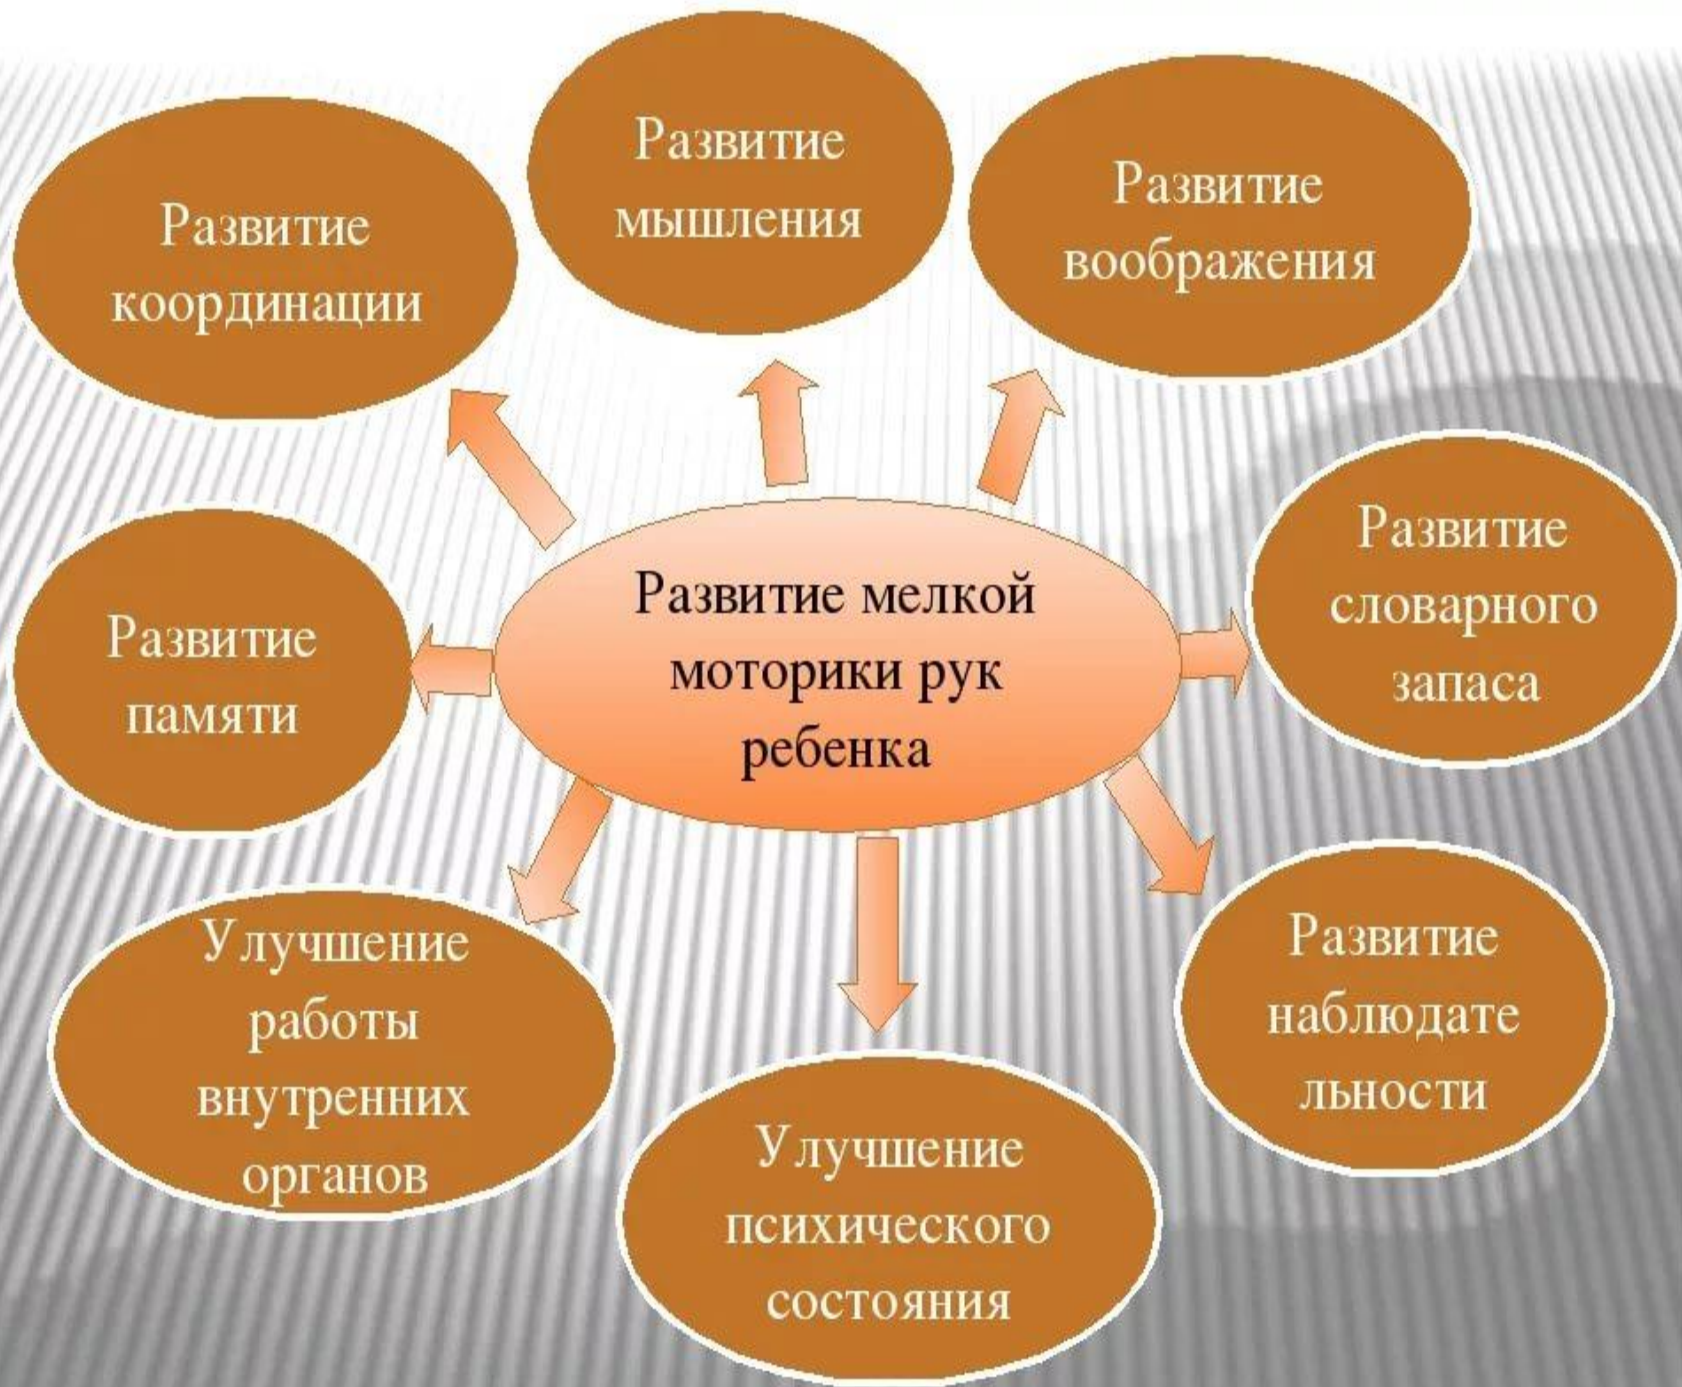 Развитие
координации
Развитие
мышления
Развитие
воображения
Развитие
памяти
Развитие мелкой
моторики рук
ребенка
Развитие
словарного
запаса
Улучшение
работы
внутренних
органов
Улучшение
психического
состояния
Развитие
наблюдате
льности